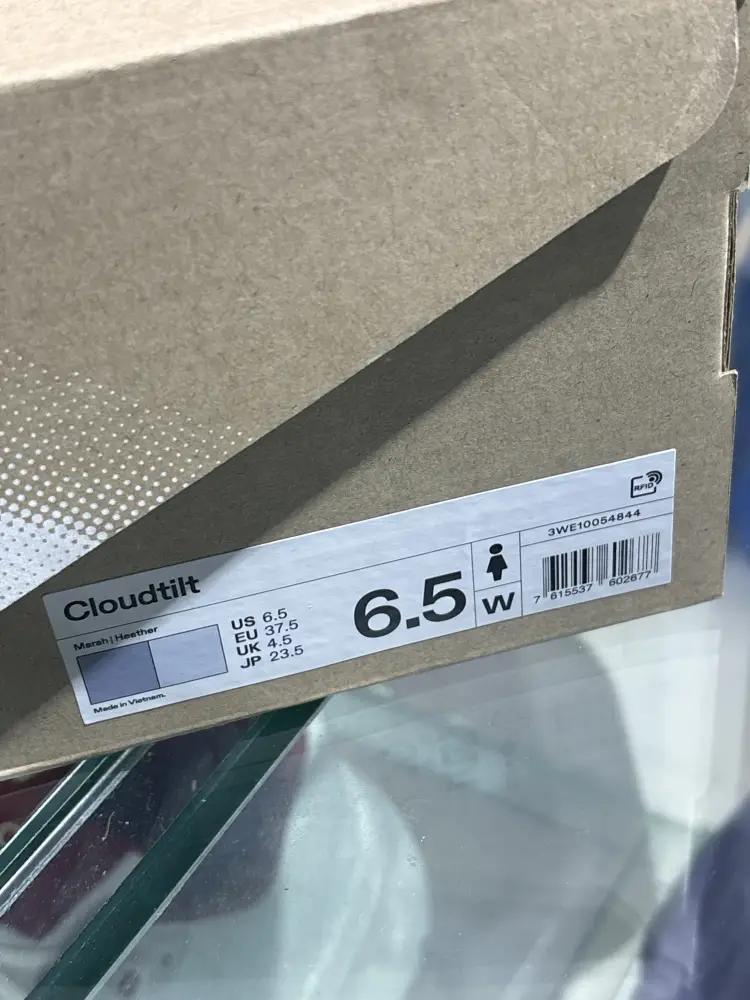 RFID
3WE10054844
Cloudtilt
Marsh | Heather
US 6.5
EU 37.5
UK 4.5
JP 23.5
6.5
W
7 615537 602677
Made in Vietnam.